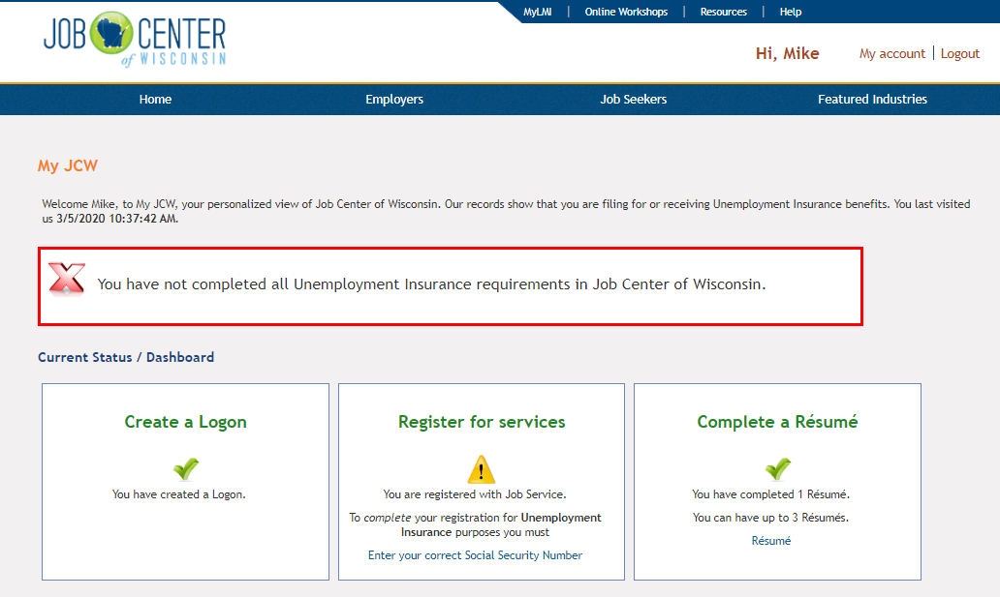 MyLMI | Online Workshops | Resources | Help
JOB CENTER
of WISCONSIN
Hi, Mike My account | Logout
Home Employers Job Seekers Featured Industries
My JCW
Welcome Mike, to My JCW, your personalized view of Job Center of Wisconsin. Our records show that you are filing for or receiving Unemployment Insurance benefits. You last visited
us 3/5/2020 10:37:42 AM.
You have not completed all Unemployment Insurance requirements in Job Center of Wisconsin.
Current Status / Dashboard
Create a Logon
You have created a Logon.
Register for services
You are registered with Job Service.
To complete your registration for Unemployment
Insurance purposes you must
Enter your correct Social Security Number
Complete a Résumé
You have completed 1 Résumé.
You can have up to 3 Résumés.
Résumé